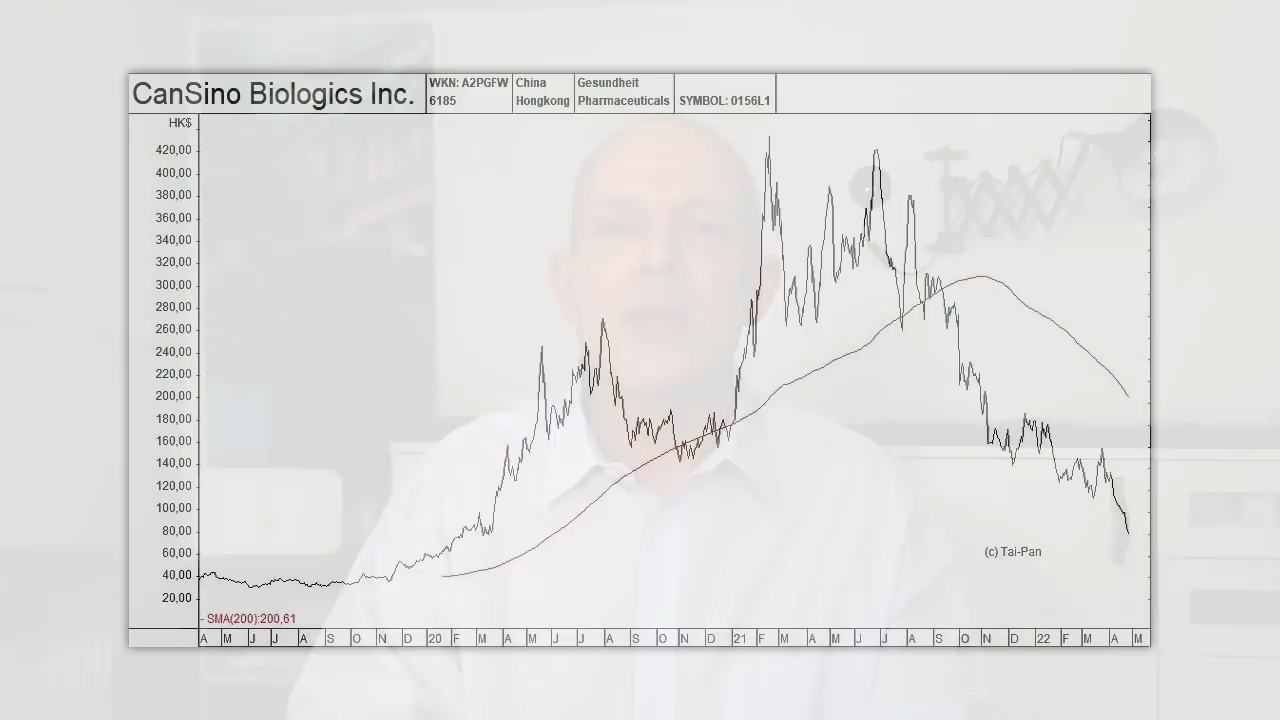 CanSino Biologics Inc.
WKN: A2PGFW
6185
China
Hongkong
Gesundheit
Pharmaceuticals
SYMBOL: 0156L1
HK$
420,00
400,00
380,00
360,00
340,00
320,00
300,00
280,00
260,00
240,00
220,00
200,00
180,00
160,00
140,00
120,00
100,00
80,00
60,00
40,00
20,00
(c) Tai-Pan
- SMA(200):200,61
A M J J A S O N D 20 F M A M J J A S O N D 21 F M A M J J A S O N D 22 F M A M